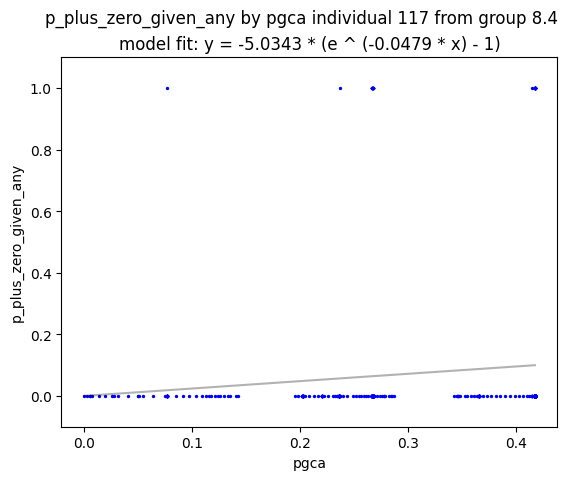 p_plus_zero_given_any by pgca individual 117 from group 8.4
model fit: y = -5.0343 * (e ^ (-0.0479 * x) - 1)
1.0
0.8
0.6
0.4
0.2
0.0
p_plus_zero_given_any
0.0 0.1 0.2 0.3 0.4
pgca